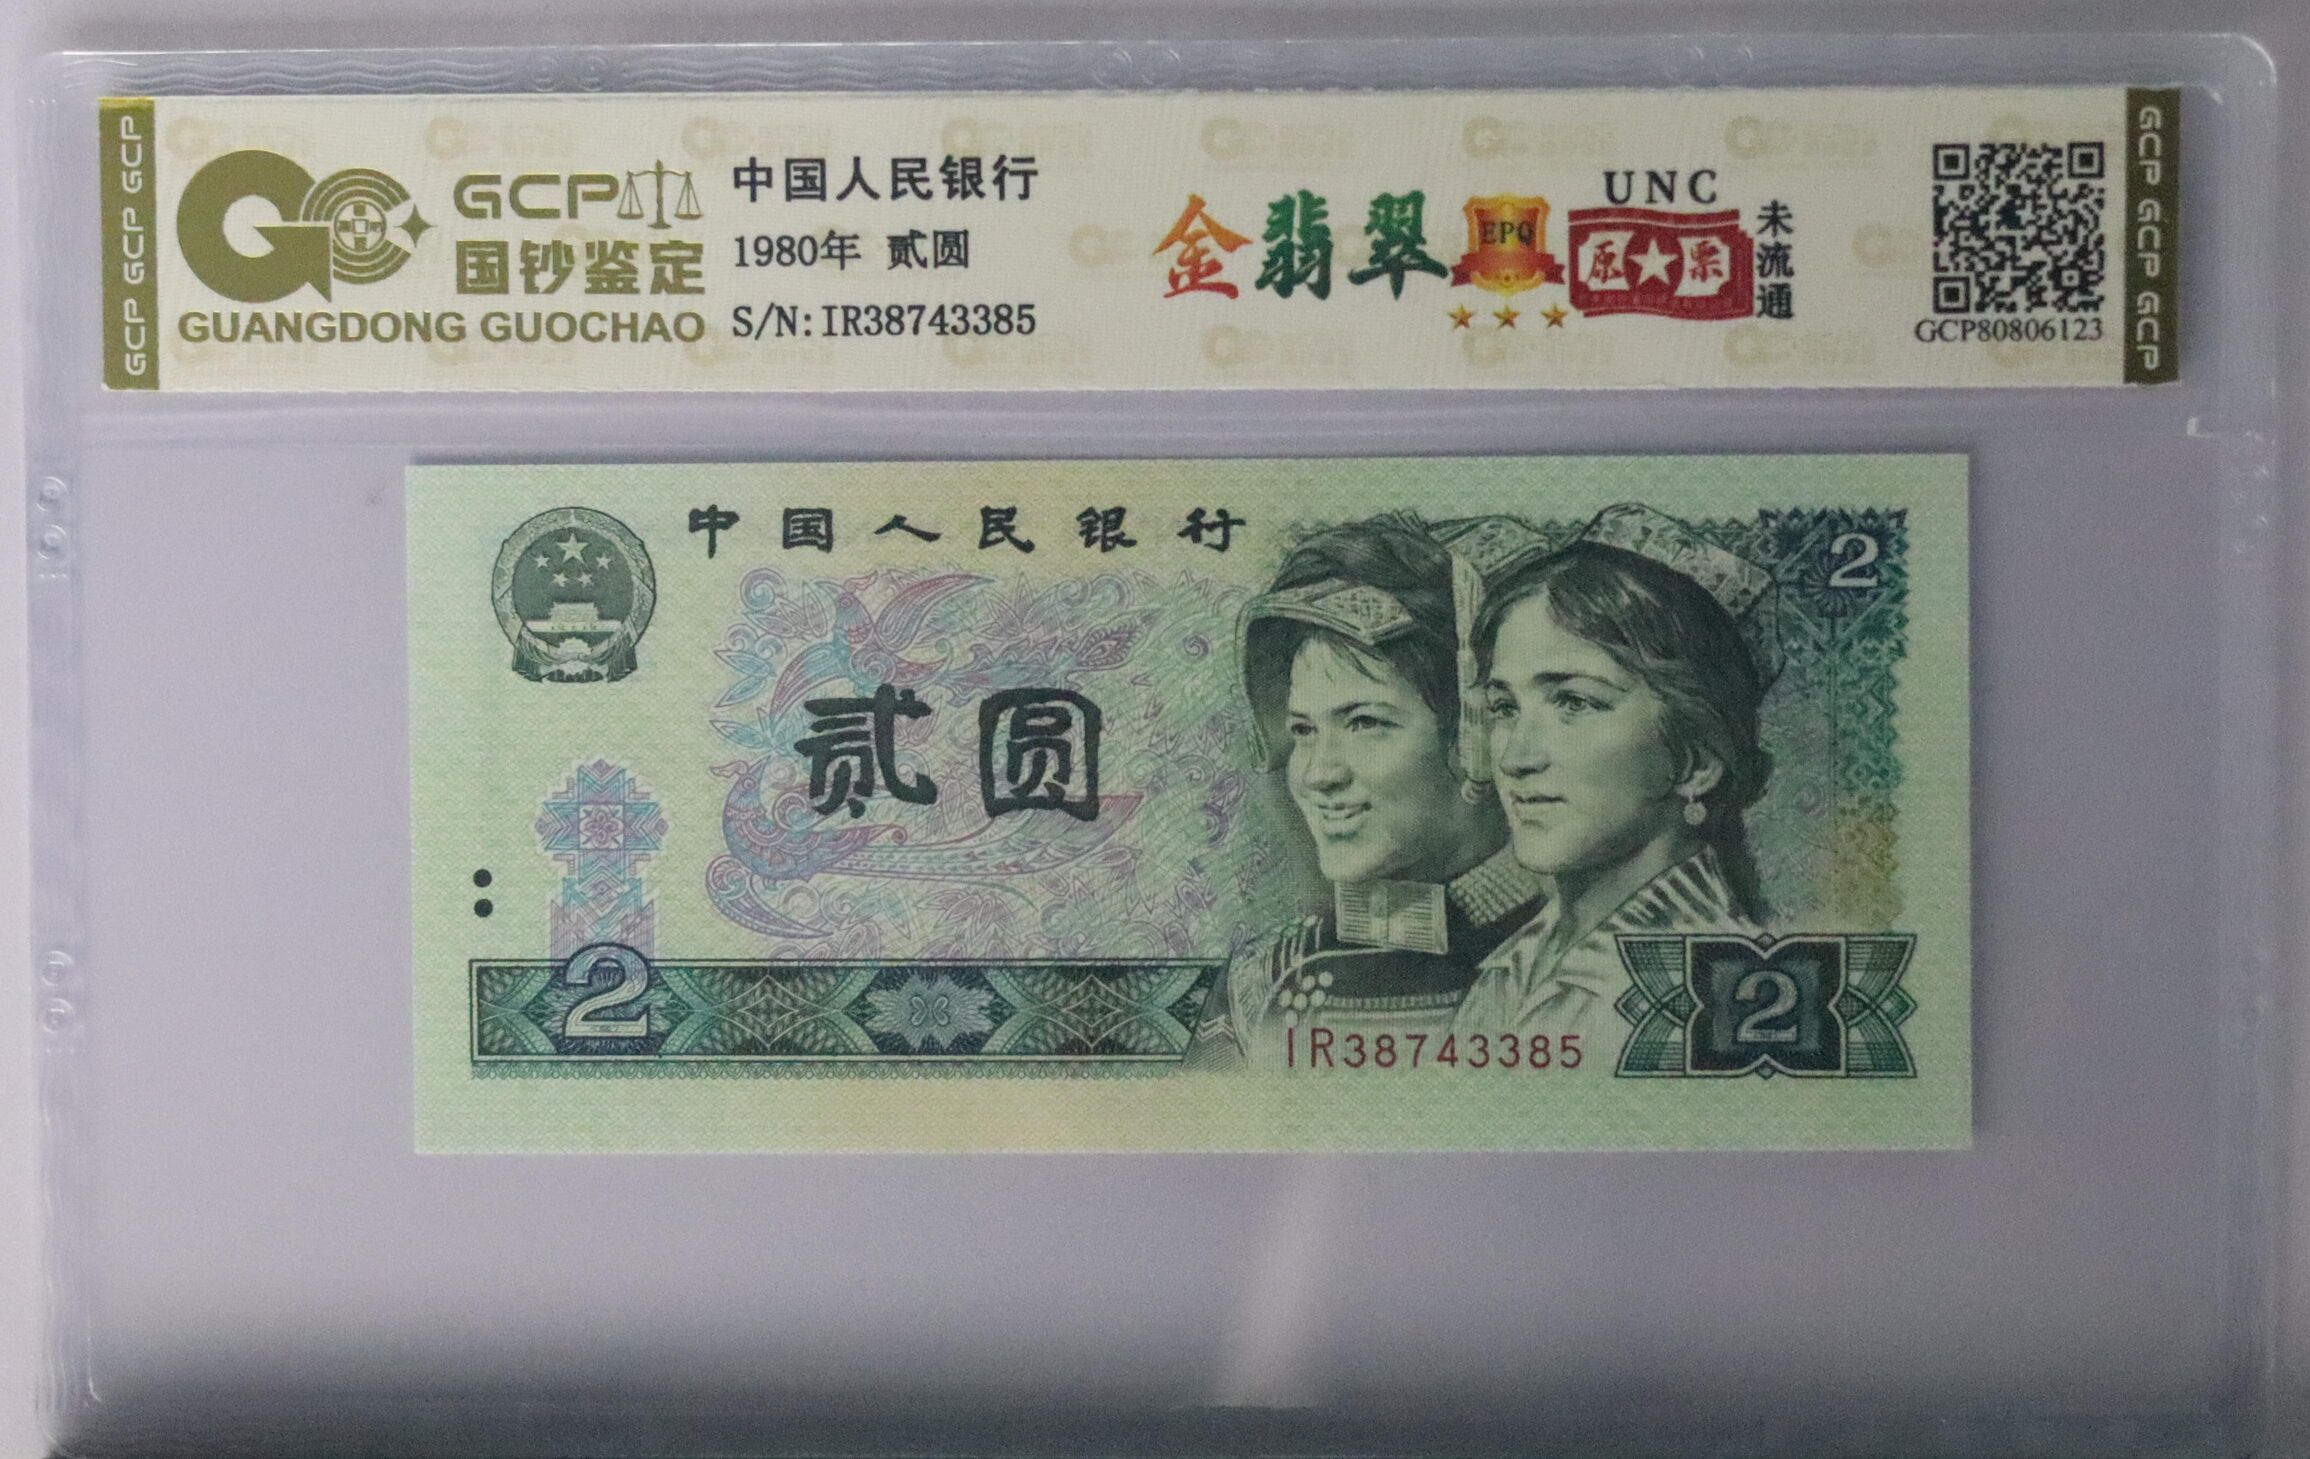 GCP GCP GCP
GCP
国钞鉴定
GUANGDONG GUOCHAO
中国人民银行
1980年 贰圆
S/N:IR38743385
金翡翠
EPQ
UNC
原★票
未流通
GCP80806123
GCP GCP GCP
中国人民银行
2
贰圆
2
2
IR38743385